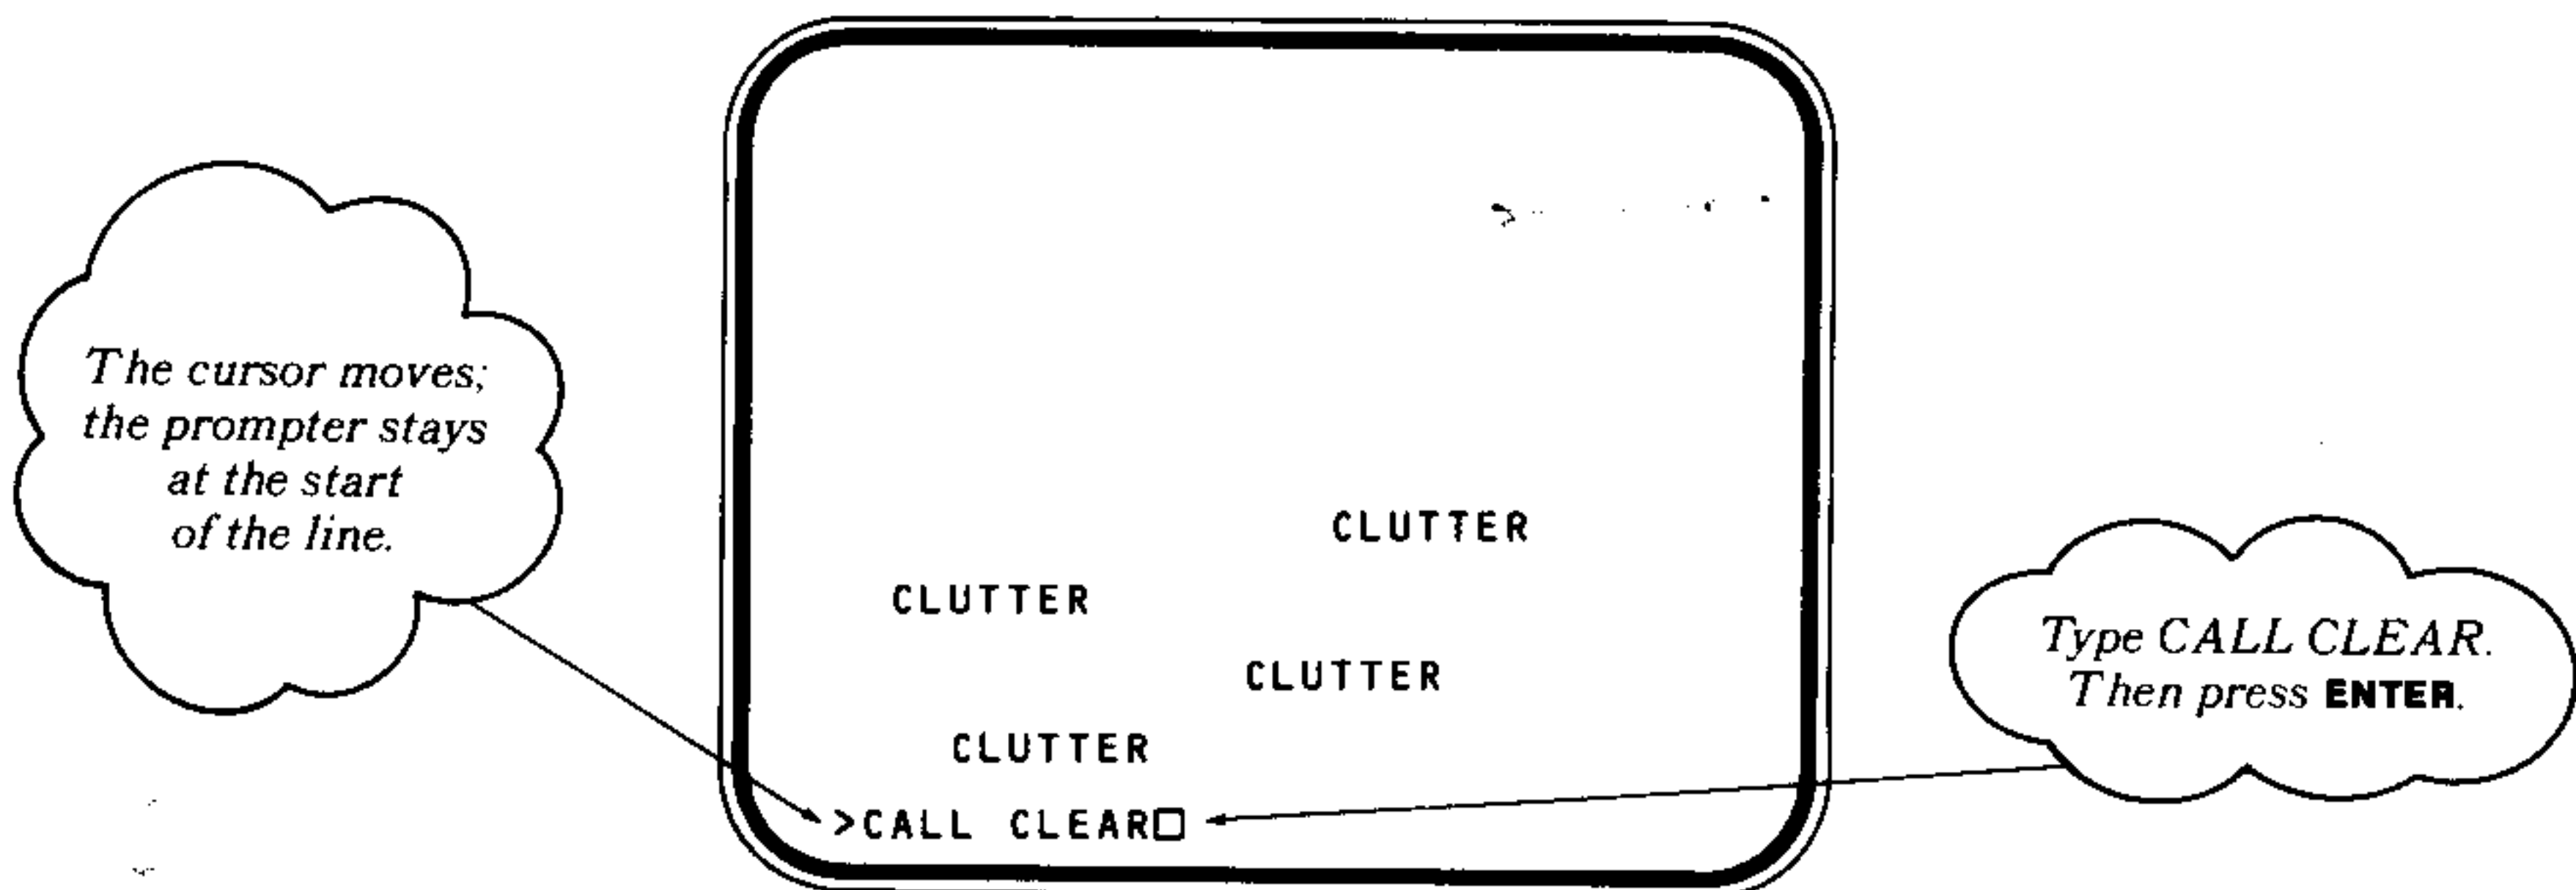 The cursor moves;
the prompter stays
at the start
of the line.
CLUTTER
CLUTTER
CLUTTER
CLUTTER
>CALL CLEAR□
Type CALL CLEAR.
Then press ENTER.